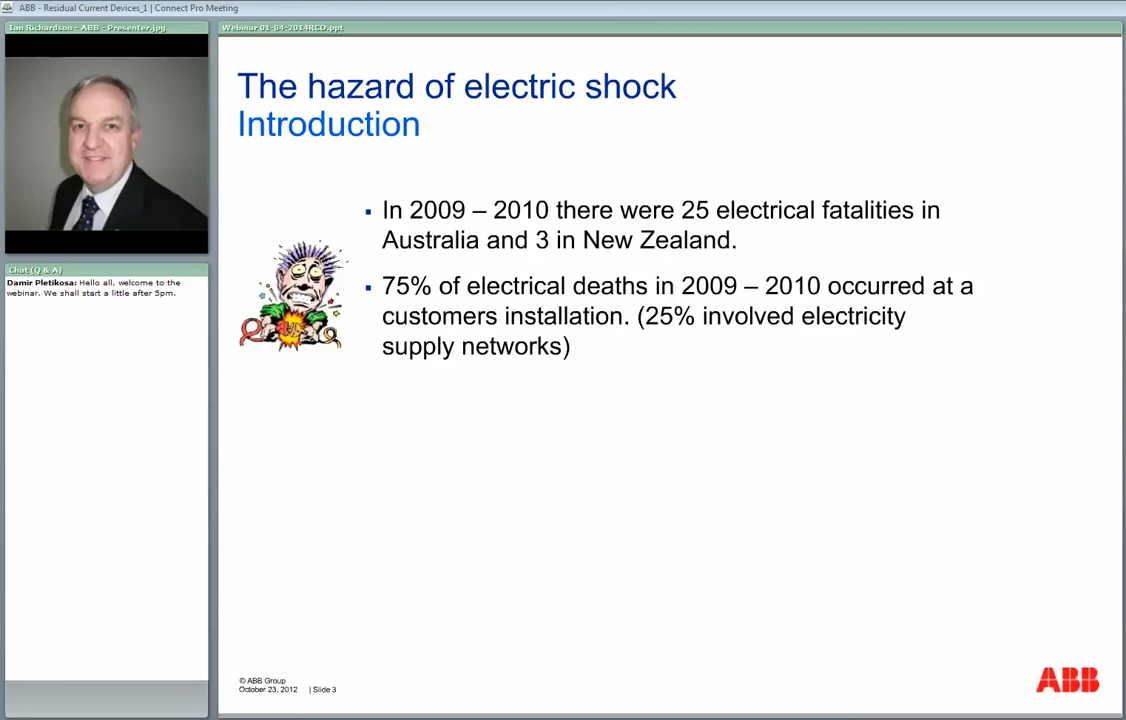 ABB - Residual Current Devices_1 | Connect Pro Meeting
Ian Richardson - ABB - Presenter.jpg
Webinar 01-04-2014RCD.ppt
The hazard of electric shock
Introduction
▪ In 2009 – 2010 there were 25 electrical fatalities in
Australia and 3 in New Zealand.
▪ 75% of electrical deaths in 2009 – 2010 occurred at a
customers installation. (25% involved electricity
supply networks)
Chat (Q & A)
Damir Pletikosa: Hello all, welcome to the
webinar. We shall start a little after 5pm.
© ABB Group
October 23, 2012 | Slide 3
ABB